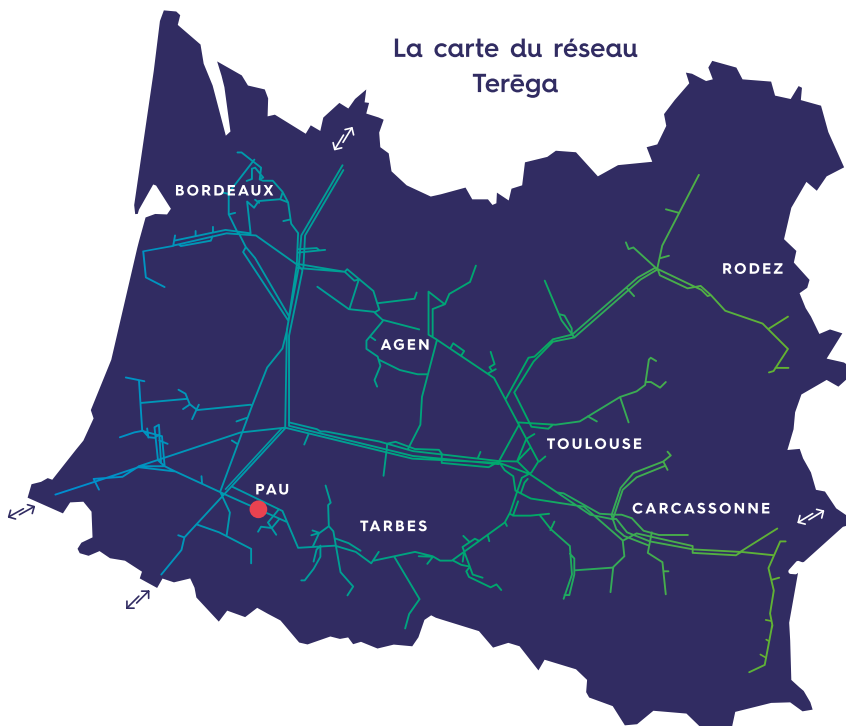 La carte du réseau
Terēga
BORDEAUX
RODEZ
AGEN
TOULOUSE
PAU
CARCASSONNE
TARBES